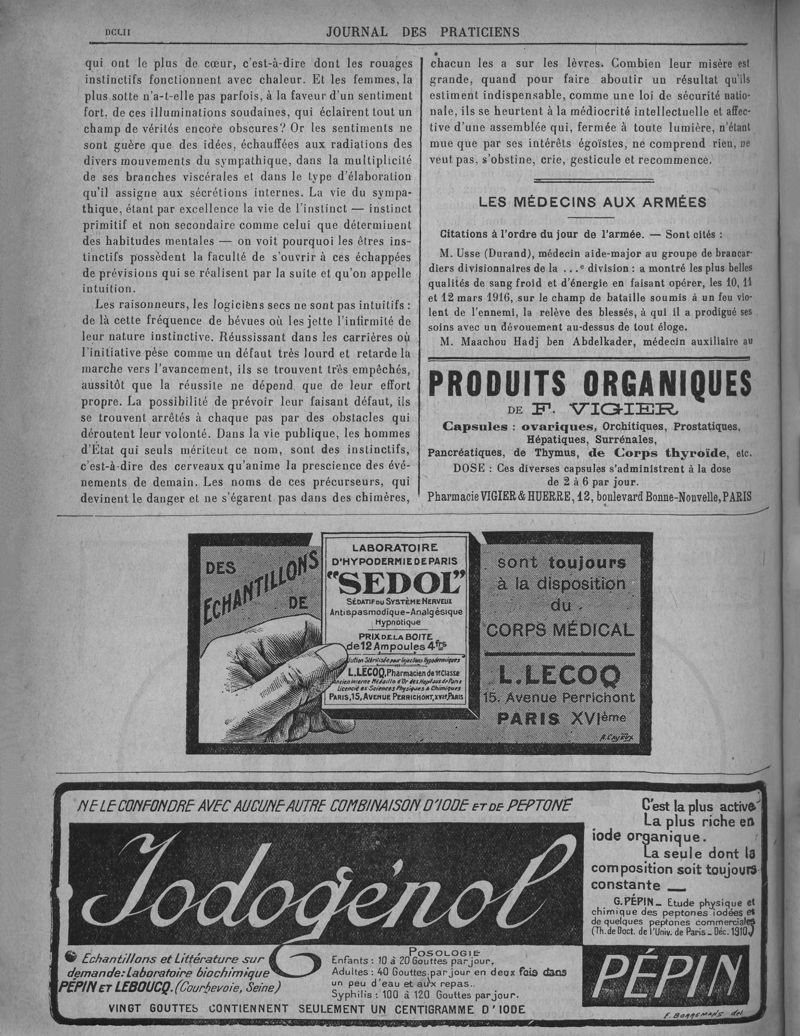 DCLII
JOURNAL DES PRATICIENS
qui ont le plus de cœur, c'est-à-dire dont les rouages
instinctifs fonctionnent avec chaleur. Et les femmes, la
plus sotte n'a-t-elle pas parfois, à la faveur d'un sentiment
fort, de ces illuminations soudaines, qui éclairent tout un
champ de vérités encore obscures? Or les sentiments ne
sont guère que des idées, échauffées aux radiations des
divers mouvements du sympathique, dans la multiplicité
de ses branches viscérales et dans le type d'élaboration
qu'il assigne aux sécrétions internes. La vie du sympa-
thique, étant par excellence la vie de l'instinct — instinct
primitif et non secondaire comme celui que déterminent
des habitudes mentales — on voit pourquoi les êtres ins-
tinctifs possèdent la faculté de s'ouvrir à ces échappées
de prévisions qui se réalisent par la suite et qu'on appelle
intuition.
Les raisonneurs, les logiciens secs ne sont pas intuitifs :
de là cette fréquence de bévues où les jette l'infirmité de
leur nature instinctive. Réussissant dans les carrières où
l'initiative pèse comme un défaut très lourd et retarde la
marche vers l'avancement, ils se trouvent très empêchés,
aussitôt que la réussite ne dépend que de leur effort
propre. La possibilité de prévoir leur faisant défaut, ils
se trouvent arrêtés à chaque pas par des obstacles qui
déroutent leur volonté. Dans la vie publique, les hommes
d'État qui seuls méritent ce nom, sont des instinctifs,
c'est-à-dire des cerveaux qu'anime la prescience des évé-
nements de demain. Les noms de ces précurseurs, qui
devinent le danger et ne s'égarent pas dans des chimères,
chacun les a sur les lèvres. Combien leur misère est
grande, quand pour faire aboutir un résultat qu'ils
estiment indispensable, comme une loi de sécurité natio-
nale, ils se heurtent à la médiocrité intellectuelle et affec-
tive d'une assemblée qui, fermée à toute lumière, n'étant
mue que par ses intérêts égoïstes, ne comprend rien, ne
veut pas, s'obstine, crie, gesticule et recommence.
LES MÉDECINS AUX ARMÉES
Citations à l'ordre du jour de l'armée. — Sont cités :
M. Usse (Durand), médecin aide-major au groupe de brancar-
diers divisionnaires de la ...e division : a montré les plus belles
qualités de sang froid et d'énergie en faisant opérer, les 10, 11
et 12 mars 1916, sur le champ de bataille soumis à un feu vio-
lent de l'ennemi, la relève des blessés, à qui il a prodigué ses
soins avec un dévouement au-dessus de tout éloge.
M. Maachou Hadj ben Abdelkader, médecin auxiliaire au
PRODUITS ORGANIQUES
DE F. VIGIER
Capsules : ovariques, Orchitiques, Prostatiques,
Hépatiques, Surrénales,
Pancréatiques, de Thymus, de Corps thyroïde, etc.
DOSE : Ces diverses capsules s'administrent à la dose
de 2 à 6 par jour.
Pharmacie VIGIER & HUERRE, 12, boulevard Bonne-Nouvelle, PARIS
DES
ÉCHANTILLONS
DE
LABORATOIRE
D'HYPODERMIE DE PARIS
"SEDOL"
SÉDATIF DU SYSTÈME NERVEUX
Antispasmodique-Analgésique
Hypnotique
PRIX DE LA BOITE
de 12 Ampoules 4frs
Solution Stérilisée pour Injections Hypodermiques
L. LECOQ, Pharmacien de 1re Classe
Ancien Interne Médaille d'Or des Hopitaux de Paris
Licencié ès Sciences Physiques & Chimiques
PARIS, 15, AVENUE PERRICHONT, XVIe, PARIS
sont toujours
à la disposition
du
CORPS MÉDICAL
L. LECOQ
15. Avenue Perrichont
PARIS XVIème
NE LE CONFONDRE AVEC AUCUNE AUTRE COMBINAISON D'IODE ET DE PEPTONE
Iodogénol
C'est la plus active
La plus riche en
iode organique.
La seule dont la
composition soit toujours
constante —
G. PÉPIN _ Etude physique et
chimique des peptones iodées et
de quelques peptones commerciales
(Th. de Doct. de l'Univ. de Paris _ Déc. 1910.)
PÉPIN
Échantillons et Littérature sur
demande: Laboratoire biochimique
PÉPIN ET LEBOUCQ. (Courbevoie, Seine)
POSOLOGIE
Enfants : 10 à 20 Gouttes par jour,
Adultes : 40 Gouttes par jour en deux fois dans
un peu d'eau et aux repas..
Syphilis : 100 à 120 Gouttes par jour.
VINGT GOUTTES CONTIENNENT SEULEMENT UN CENTIGRAMME D'IODE